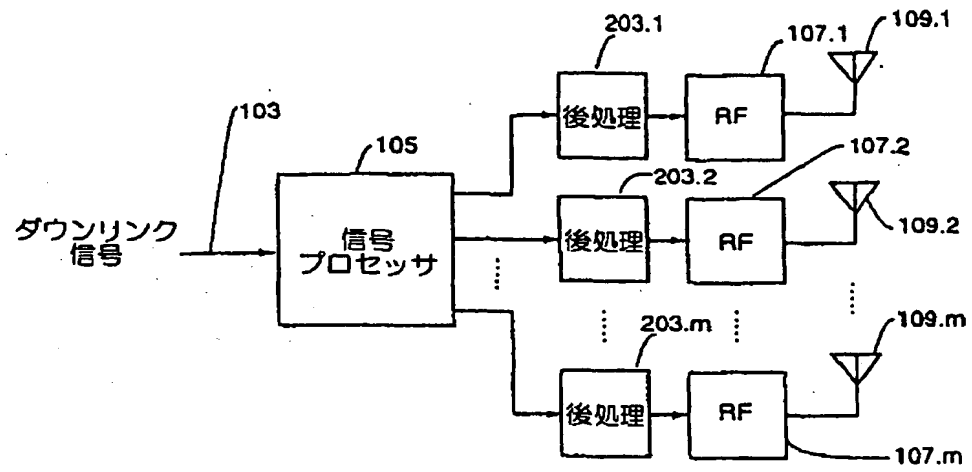 203.1
107.1
109.1
103
105
後処理
RF
203.2
107.2
ダウンリンク
信号
信号
プロセッサ
後処理
RF
109.2
203.m
109.m
後処理
RF
107.m